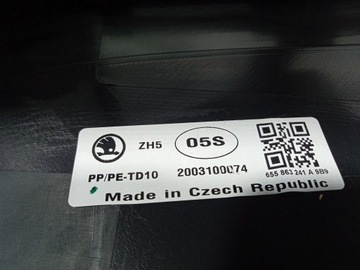 ZH5 05S
PP/PE-TD10 2003100074
655 863 241 A 9B9
Made in Czech Republic